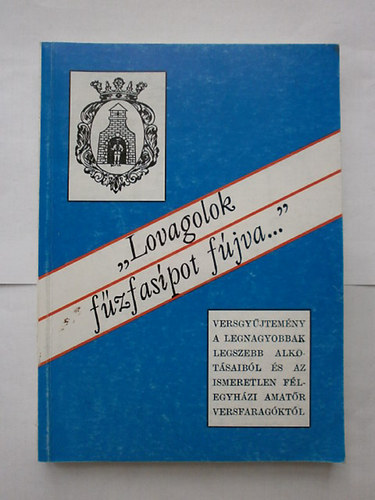 „Lovagolok
fűzfasípot fújva..."
VERSGYŰJTEMÉNY
A LEGNAGYOBBAK
LEGSZEBB ALKO-
TÁSAIBÓL ÉS AZ
ISMERETLEN FÉL-
EGYHÁZI AMATŐR
VERSFARAGÓKTÓL